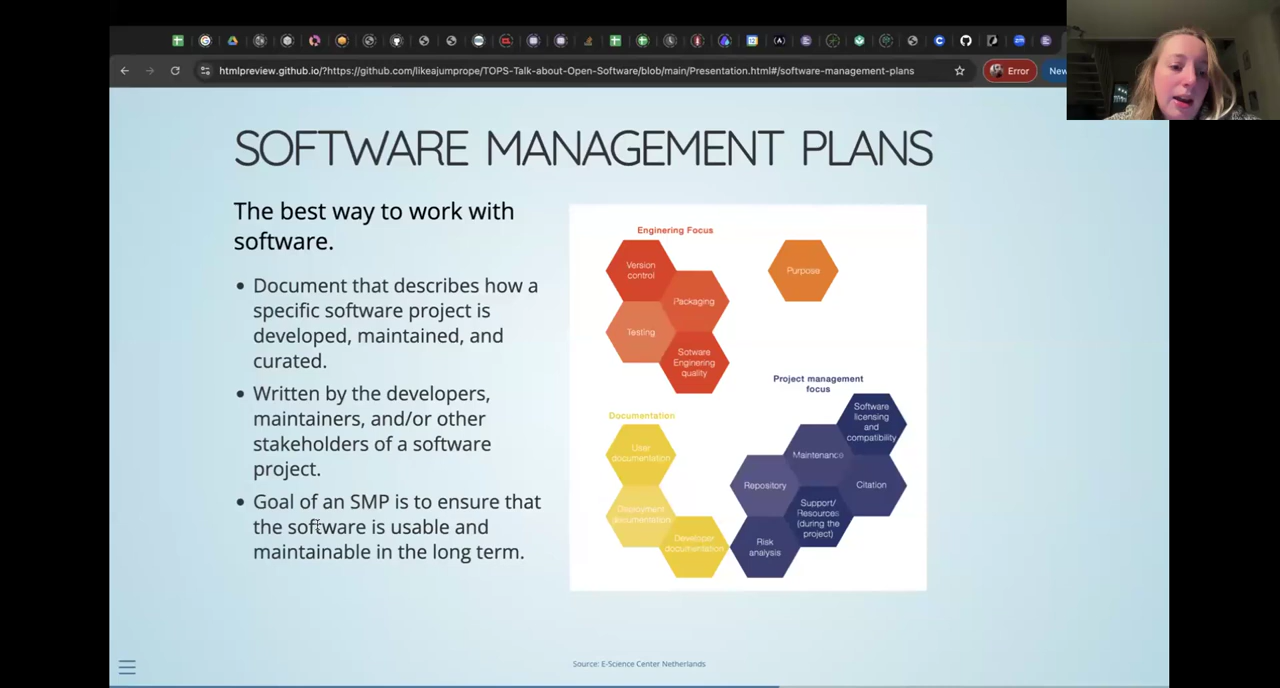 htmlpreview.github.io/?https://github.com/likeajumprope/TOPS-Talk-about-Open-Software/blob/main/Presentation.html#/software-management-plans
Error
New
SOFTWARE MANAGEMENT PLANS
The best way to work with
software.
Document that describes how a
specific software project is
developed, maintained, and
curated.
Written by the developers,
maintainers, and/or other
stakeholders of a software
project.
Goal of an SMP is to ensure that
the software is usable and
maintainable in the long term.
Enginering Focus
Version
control
Packaging
Testing
Sotware
Enginering
quality
Purpose
Documentation
User
documentation
Deployment
documentation
Developer
documentation
Project management
focus
Software
licensing
and
compatibility
Maintenance
Repository
Citation
Support/
Resources
(during the
project)
Risk
analysis
Source: E-Science Center Netherlands